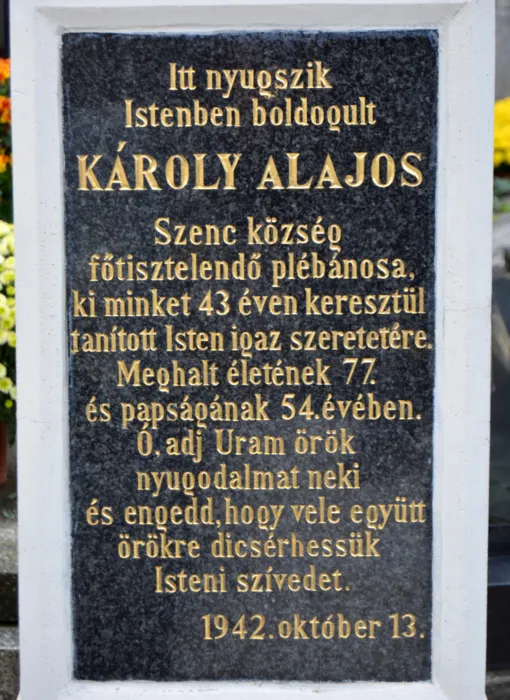 Itt nyugszik
Istenben boldogult
KÁROLY ALAJOS
Szenc község
főtisztelendő plébánosa,
ki minket 43 éven keresztül
tanított Isten igaz szeretetére.
Meghalt életének 77.
és papságának 54.évében.
Ó, adj Uram örök
nyugodalmat neki
és engedd,hogy vele együtt
örökre dicsérhessük
Isteni szívedet.
1942.október 13.